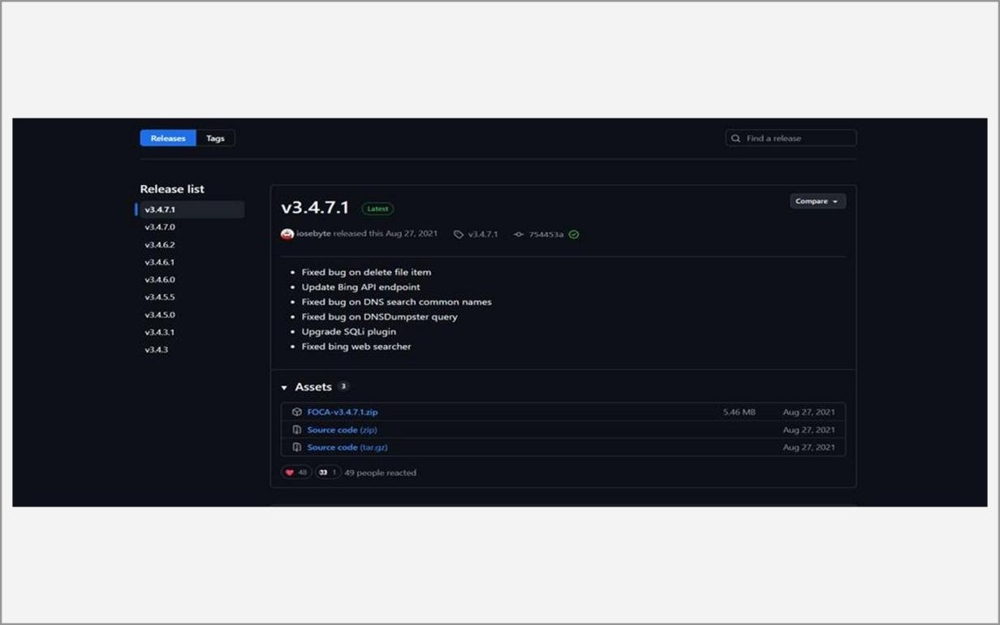 Releases Tags Find a release
Release list
v3.4.7.1
v3.4.7.0
v3.4.6.2
v3.4.6.1
v3.4.6.0
v3.4.5.5
v3.4.5.0
v3.4.3.1
v3.4.3
v3.4.7.1 Latest Compare
iosebyte released this Aug 27, 2021 v3.4.7.1 754453a
• Fixed bug on delete file item
• Update Bing API endpoint
• Fixed bug on DNS search common names
• Fixed bug on DNSDumpster query
• Upgrade SQLi plugin
• Fixed bing web searcher
Assets 3
FOCA-v3.4.7.1.zip 5.46 MB Aug 27, 2021
Source code (zip) Aug 27, 2021
Source code (tar.gz) Aug 27, 2021
48 1 49 people reacted